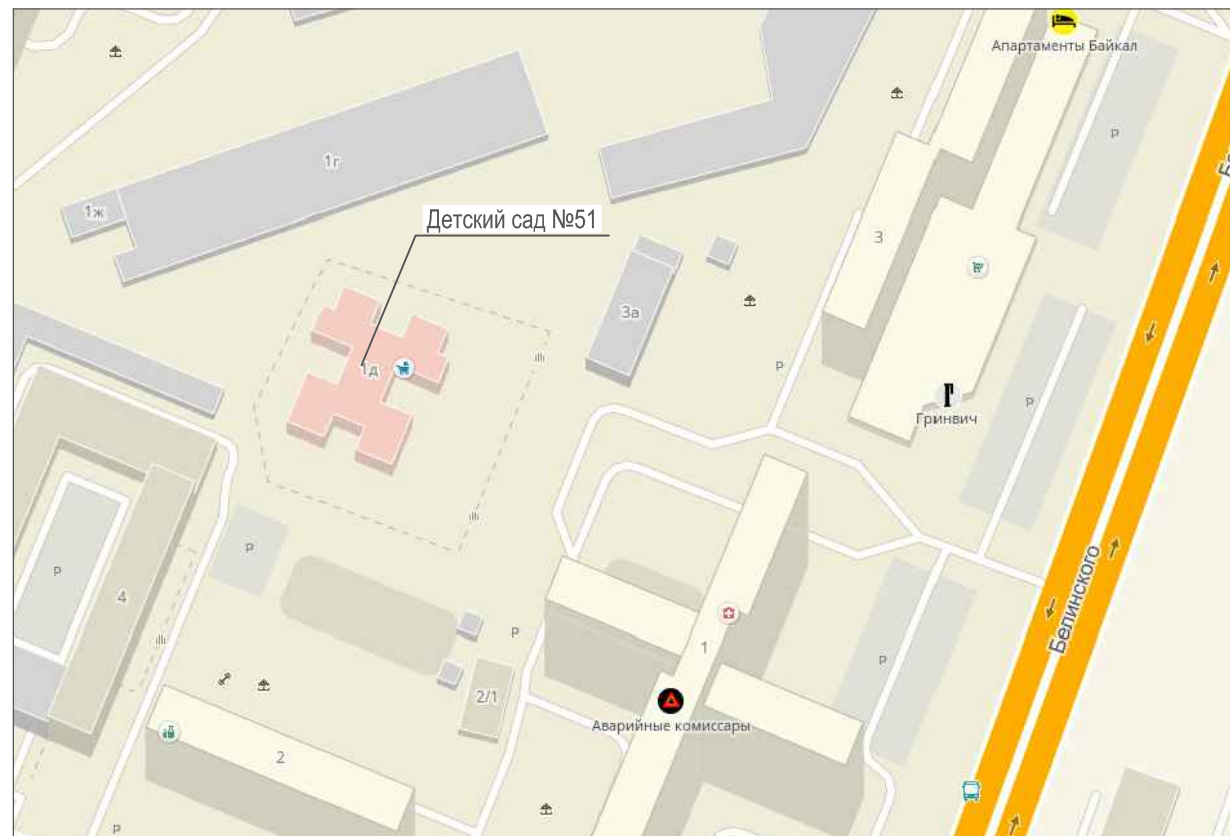 Апартаменты Байкал
Р
1г
1ж
Детский сад №51
3
3а
Р
1д
Р
Гринвич
Р
Р
4
Белинского
Р
1
Р
2/1
Аварийные комиссары
2
Р